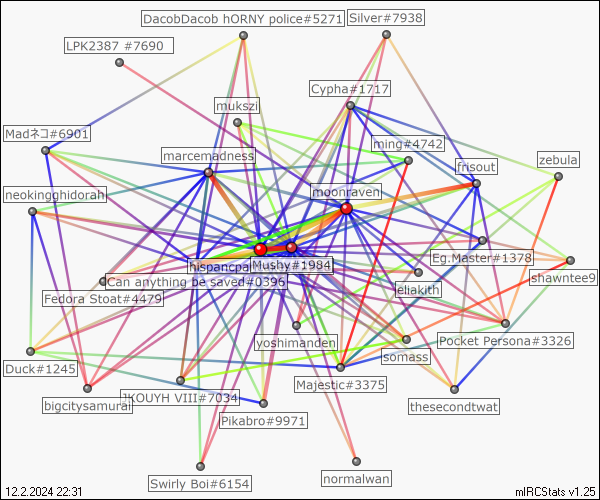 DacobDacob hORNY police#5271
Silver#7938
LPK2387 #7690
Cypha#1717
mukszi
Madネコ#6901
ming#4742
marcemadness
frisout
zebula
moonraven
neokingghidorah
Eg.Master#1378
hispancpa
Mushy#1984
shawntee9
Can anything be saved#0396
eliakith
Fedora Stoat#4479
yoshimanden
Pocket Persona#3326
somass
Duck#1245
Majestic#3375
JKOUYH VIII#7034
bigcitysamurai
thesecondtwat
Pikabro#9971
Swirly Boi#6154
normalwan
12.2.2024 22:31
mIRCStats v1.25